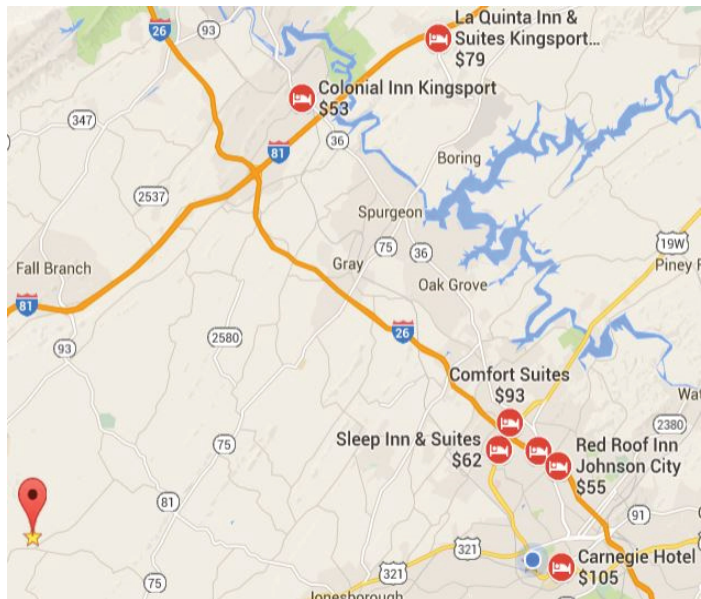 La Quinta Inn &
Suites Kingsport...
$79
26
93
Colonial Inn Kingsport
$53
347
36
81
Boring
2537
Spurgeon
19W
75
36
Gray
Piney
Fall Branch
Oak Grove
81
26
2580
93
Comfort Suites
$93
Wat
2380
Sleep Inn & Suites
$62
Red Roof Inn
Johnson City
$55
75
81
91
321
Carnegie Hotel
$105
321
75
Jonesborough